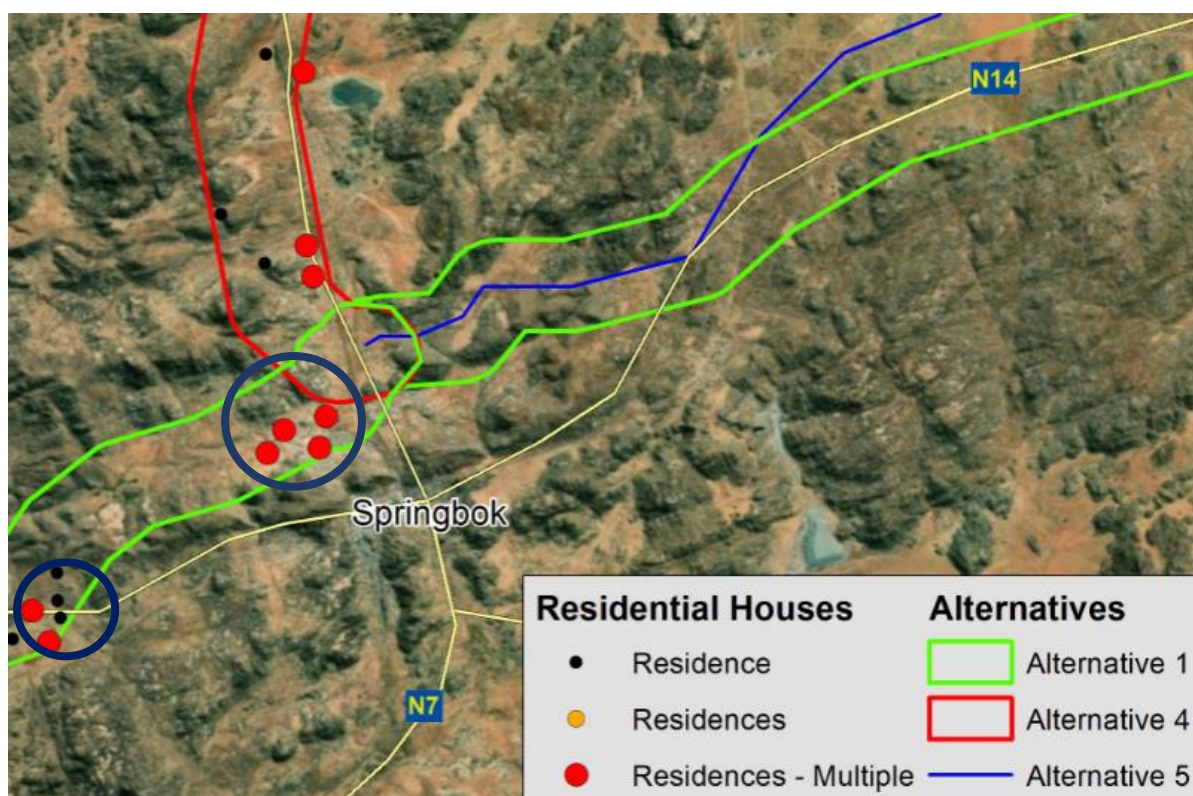 N14
Springbok
N7
Residential Houses
Residence
Residences
Residences - Multiple
Alternatives
Alternative 1
Alternative 4
Alternative 5